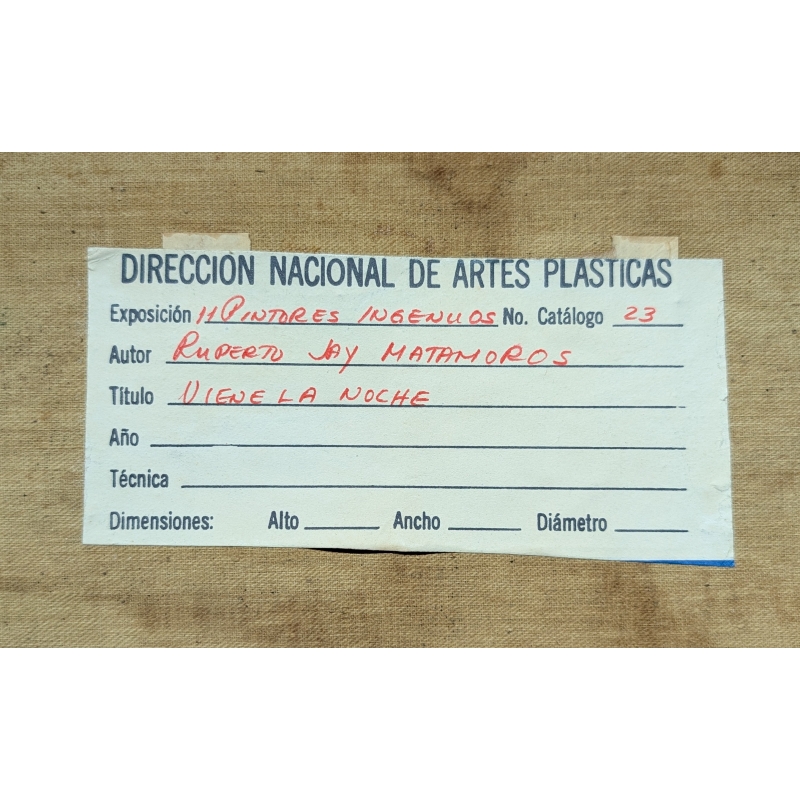 DIRECCIÓN NACIONAL DE ARTES PLASTICAS
Exposición 11 PINTORES INGENUOS No. Catálogo 23
Autor RUPERTO JAY MATAMOROS
Título VIENE LA NOCHE
Año
Técnica
Dimensiones: Alto Ancho Diámetro